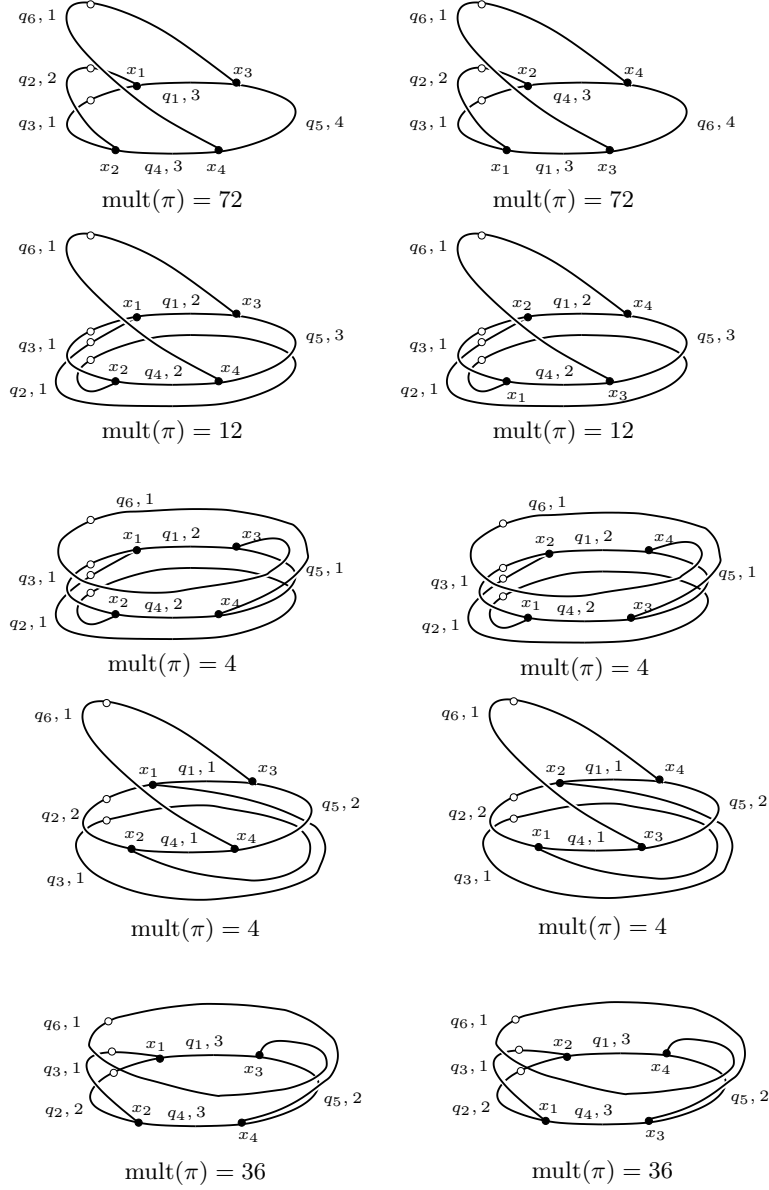 q6, 1 q6, 1
q2, 2 x1 x3 q2, 2 x2 x4
q1, 3 q4, 3
q3, 1 q5, 4 q3, 1 q6, 4
x2 q4, 3 x4 x1 q1, 3 x3
mult(π) = 72 mult(π) = 72
q6, 1 q6, 1
x1 q1, 2 x3 x2 q1, 2 x4
q3, 1 q5, 3 q3, 1 q5, 3
x2 q4, 2 x4 q4, 2
q2, 1 q2, 1 x1 x3
mult(π) = 12 mult(π) = 12
q6, 1 q6, 1
x1 q1, 2 x3 x2 q1, 2 x4
q3, 1 q5, 1 q3, 1 q5, 1
x2 q4, 2 x4 x1 q4, 2 x3
q2, 1 q2, 1
mult(π) = 4 mult(π) = 4
q6, 1 q6, 1
x1 q1, 1 x3 x2 q1, 1 x4
q2, 2 q5, 2 q2, 2 q5, 2
x2 q4, 1 x4 x1 q4, 1 x3
q3, 1 q3, 1
mult(π) = 4 mult(π) = 4
q6, 1 q6, 1
x1 q1, 3 x2 q1, 3
q3, 1 x3 q3, 1 x4
q5, 2 q5, 2
q2, 2 x2 q4, 3 q2, 2 x1 q4, 3
x4 x3
mult(π) = 36 mult(π) = 36